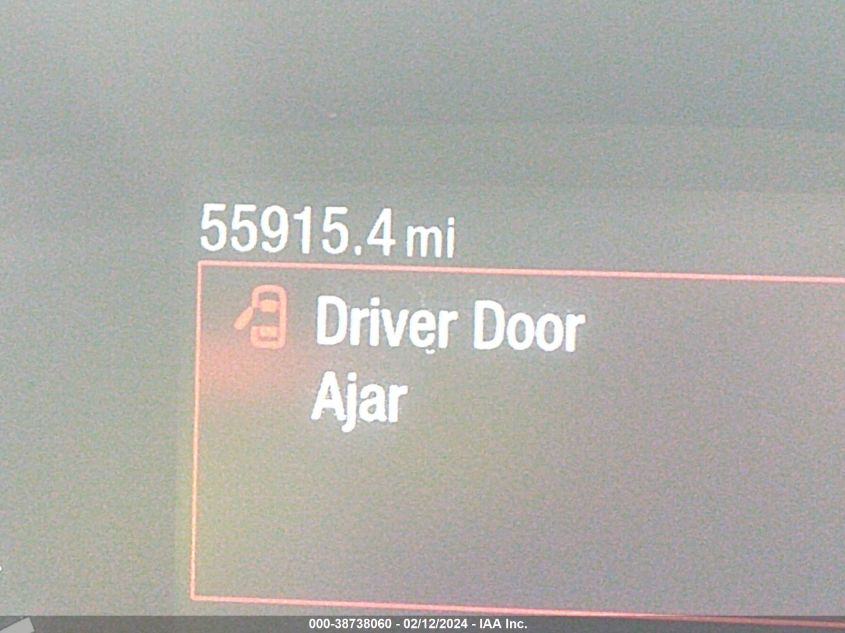 55915.4 mi
Driver Door
Ajar
000-38738060 - 02/12/2024 - IAA Inc.